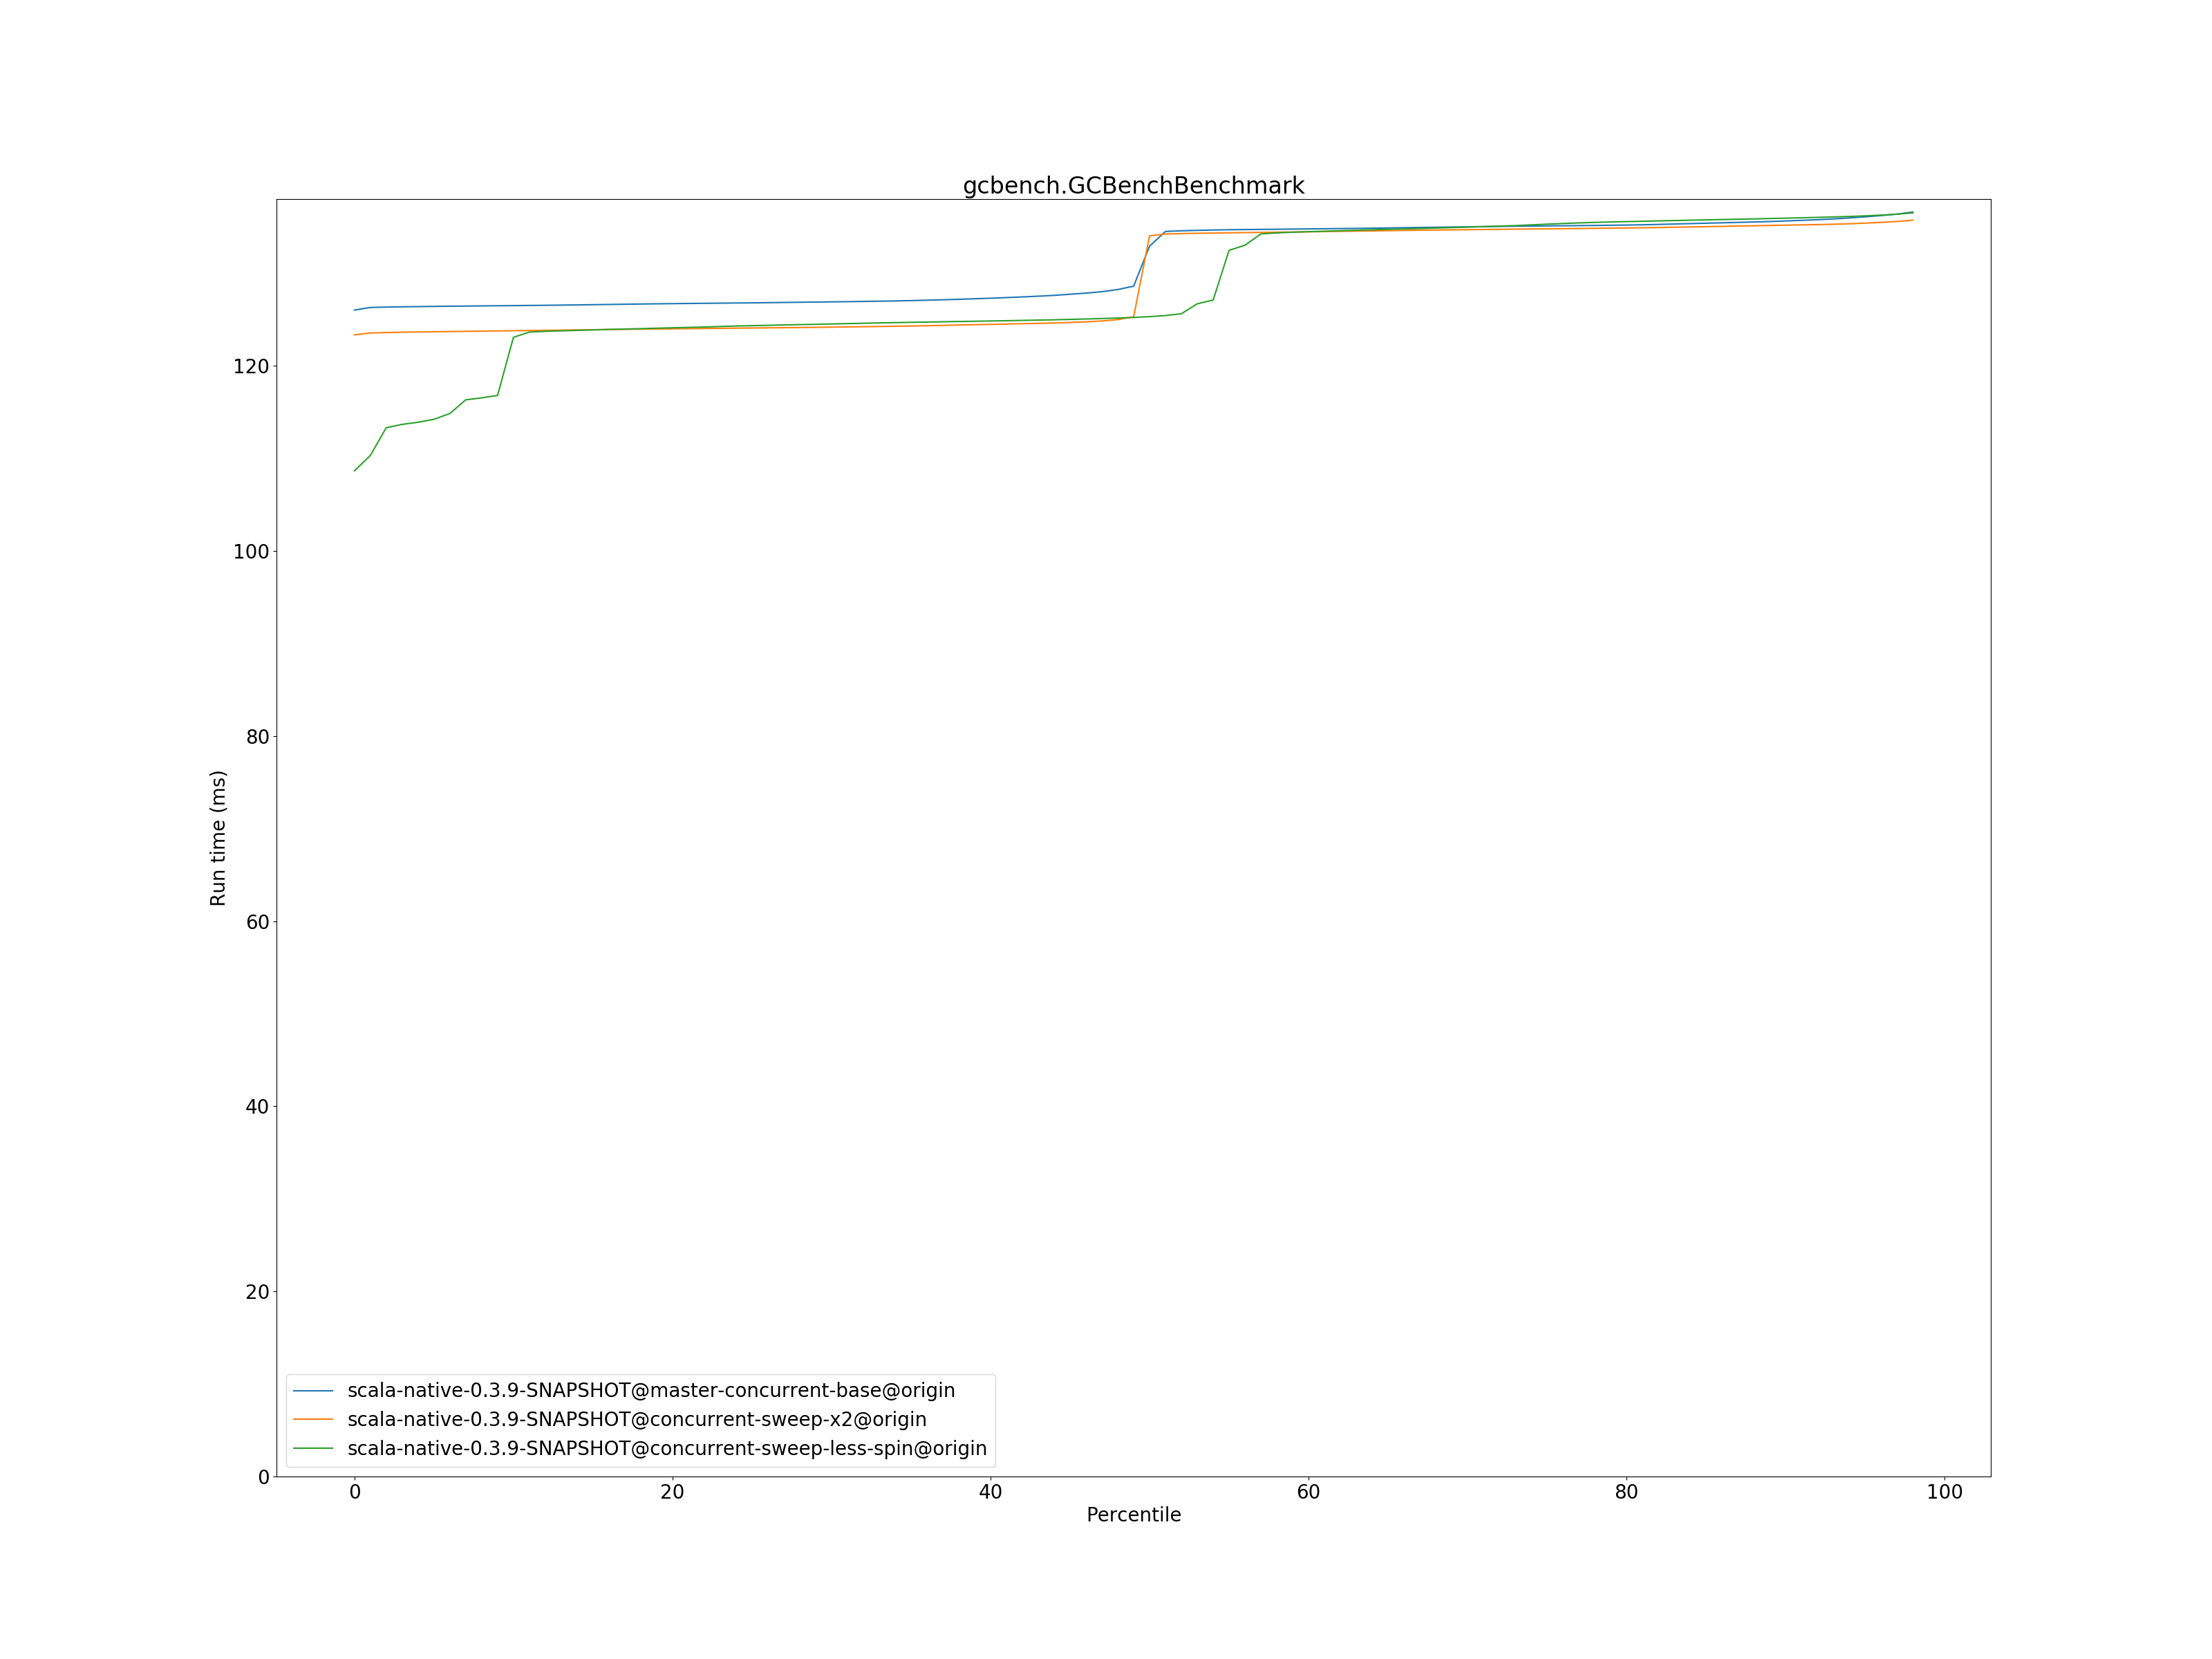 gcbench.GCBenchBenchmark
Run time (ms)
120
100
80
60
40
20
0
scala-native-0.3.9-SNAPSHOT@master-concurrent-base@origin
scala-native-0.3.9-SNAPSHOT@concurrent-sweep-x2@origin
scala-native-0.3.9-SNAPSHOT@concurrent-sweep-less-spin@origin
0 20 40 60 80 100
Percentile